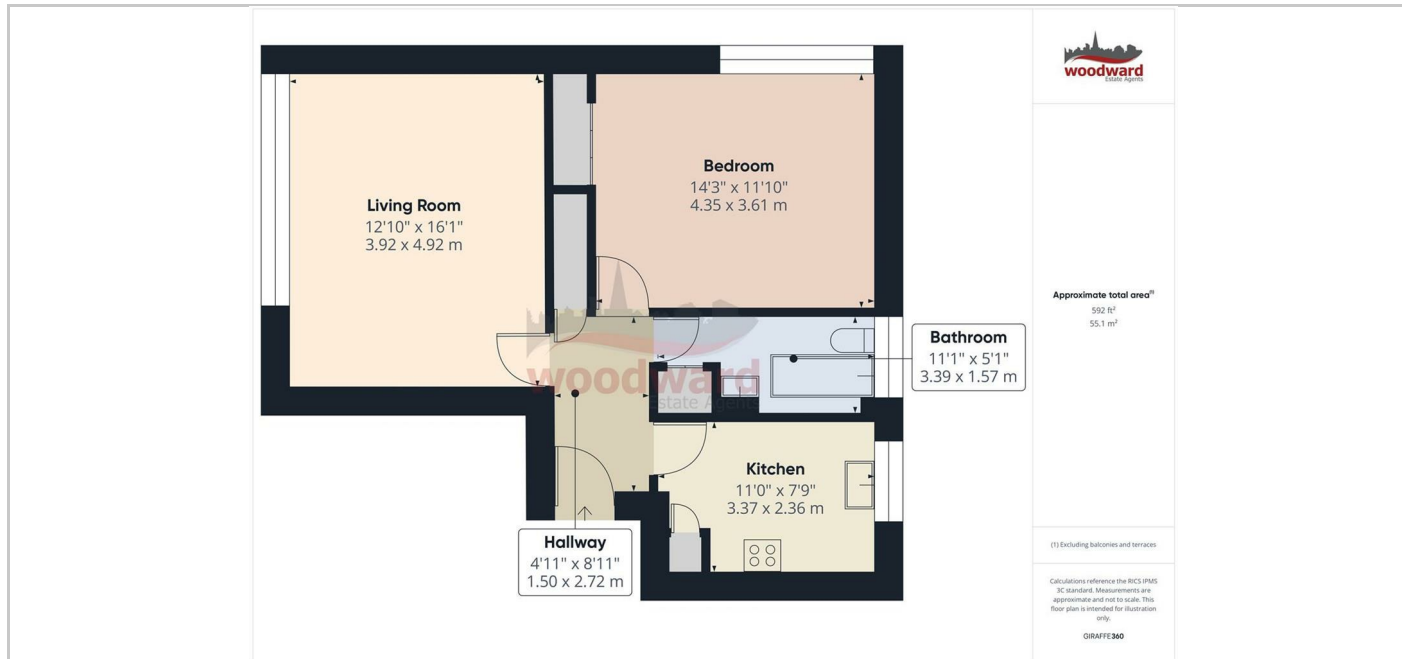 Living Room
12'10" x 16'1"
3.92 x 4.92 m
Bedroom
14'3" x 11'10"
4.35 x 3.61 m
Bathroom
11'1" x 5'1"
3.39 x 1.57 m
Kitchen
11'0" x 7'9"
3.37 x 2.36 m
Hallway
4'11" x 8'11"
1.50 x 2.72 m
woodward
Estate Agents
woodward
Estate Agents
Approximate total area⁽¹⁾
592 ft²
55.1 m²
(1) Excluding balconies and terraces
Calculations reference the RICS IPMS
3C standard. Measurements are
approximate and not to scale. This
floor plan is intended for illustration
only.
GIRAFFE360